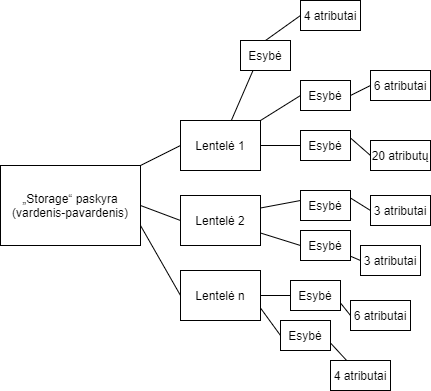 4 atributai
Esybė
Esybė
6 atributai
Lentelė 1
Esybė
20 atributų
„Storage“ paskyra
(vardenis-pavardenis)
Esybė
3 atributai
Lentelė 2
Esybė
3 atributai
Lentelė n
Esybė
6 atributai
Esybė
4 atributai